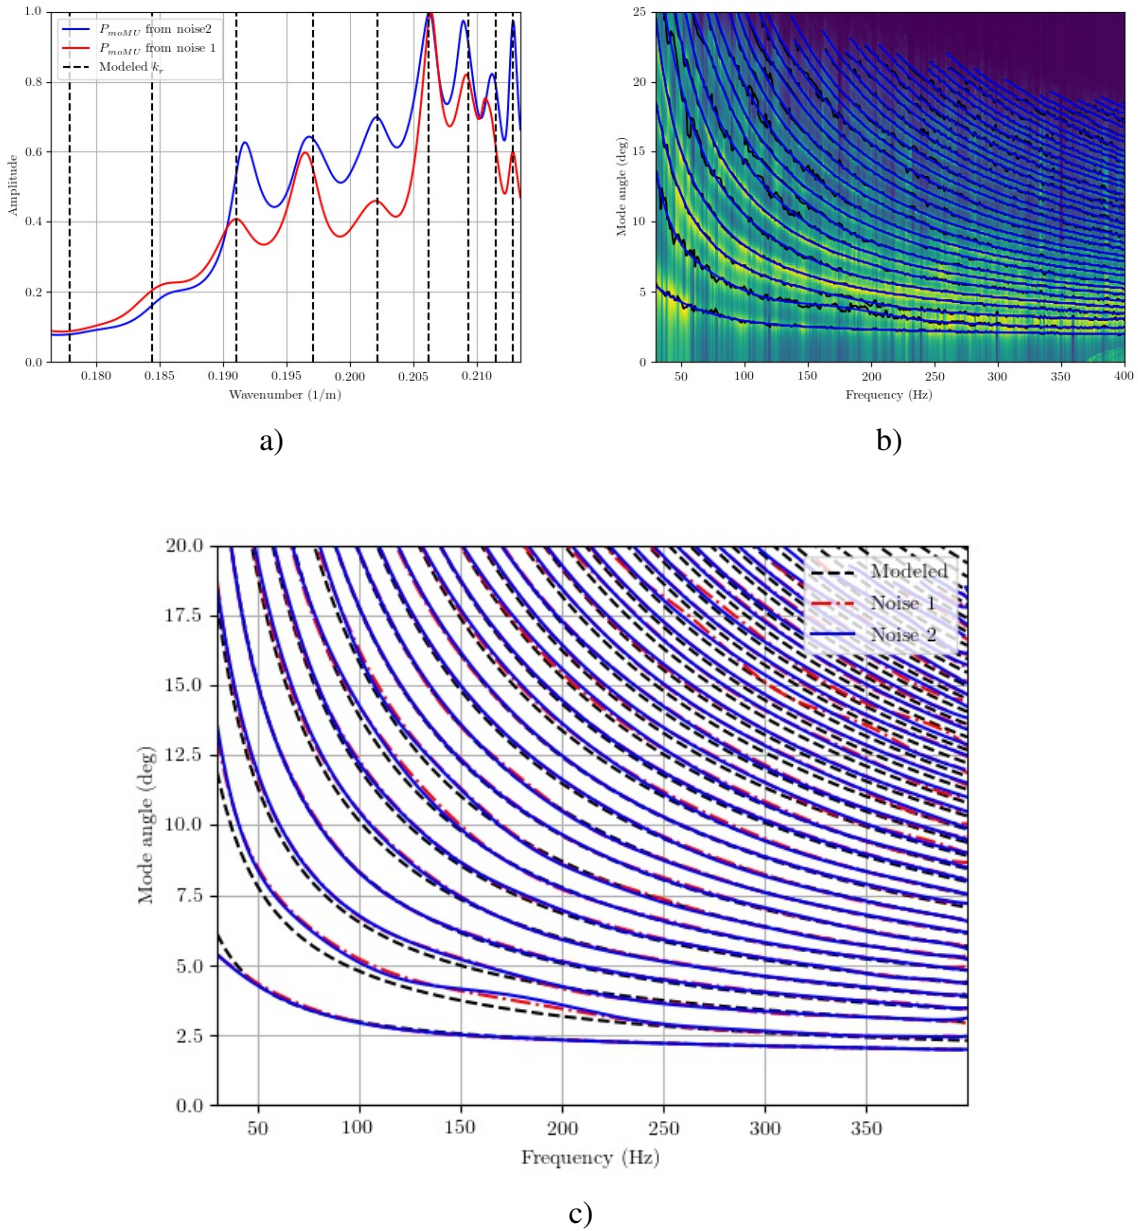 1.0
0.8
0.6
0.4
0.2
0.0
Amplitude
P_moMU from noise2
P_moMU from noise 1
Modeled k_r
0.180 0.185 0.190 0.195 0.200 0.205 0.210
Wavenumber (1/m)
a)
25
20
15
10
5
0
Mode angle (deg)
50 100 150 200 250 300 350 400
Frequency (Hz)
b)
20.0
17.5
15.0
12.5
10.0
7.5
5.0
2.5
0.0
Mode angle (deg)
Modeled
Noise 1
Noise 2
50 100 150 200 250 300 350
Frequency (Hz)
c)